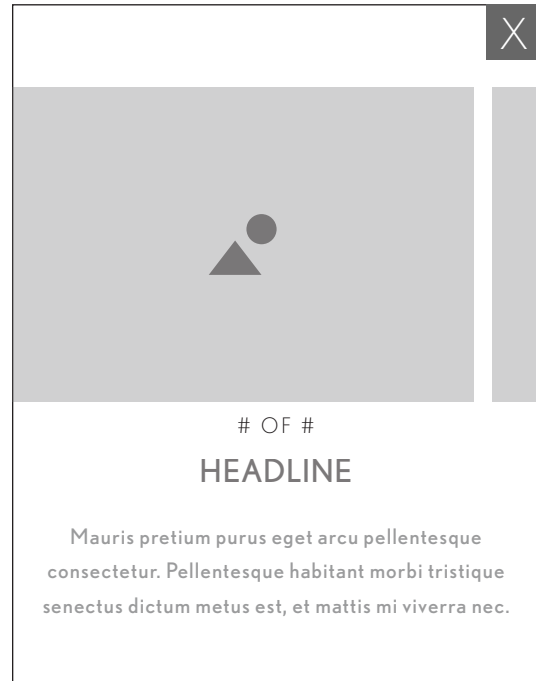 X
# OF #
HEADLINE
Mauris pretium purus eget arcu pellentesque
consectetur. Pellentesque habitant morbi tristique
senectus dictum metus est, et mattis mi viverra nec.